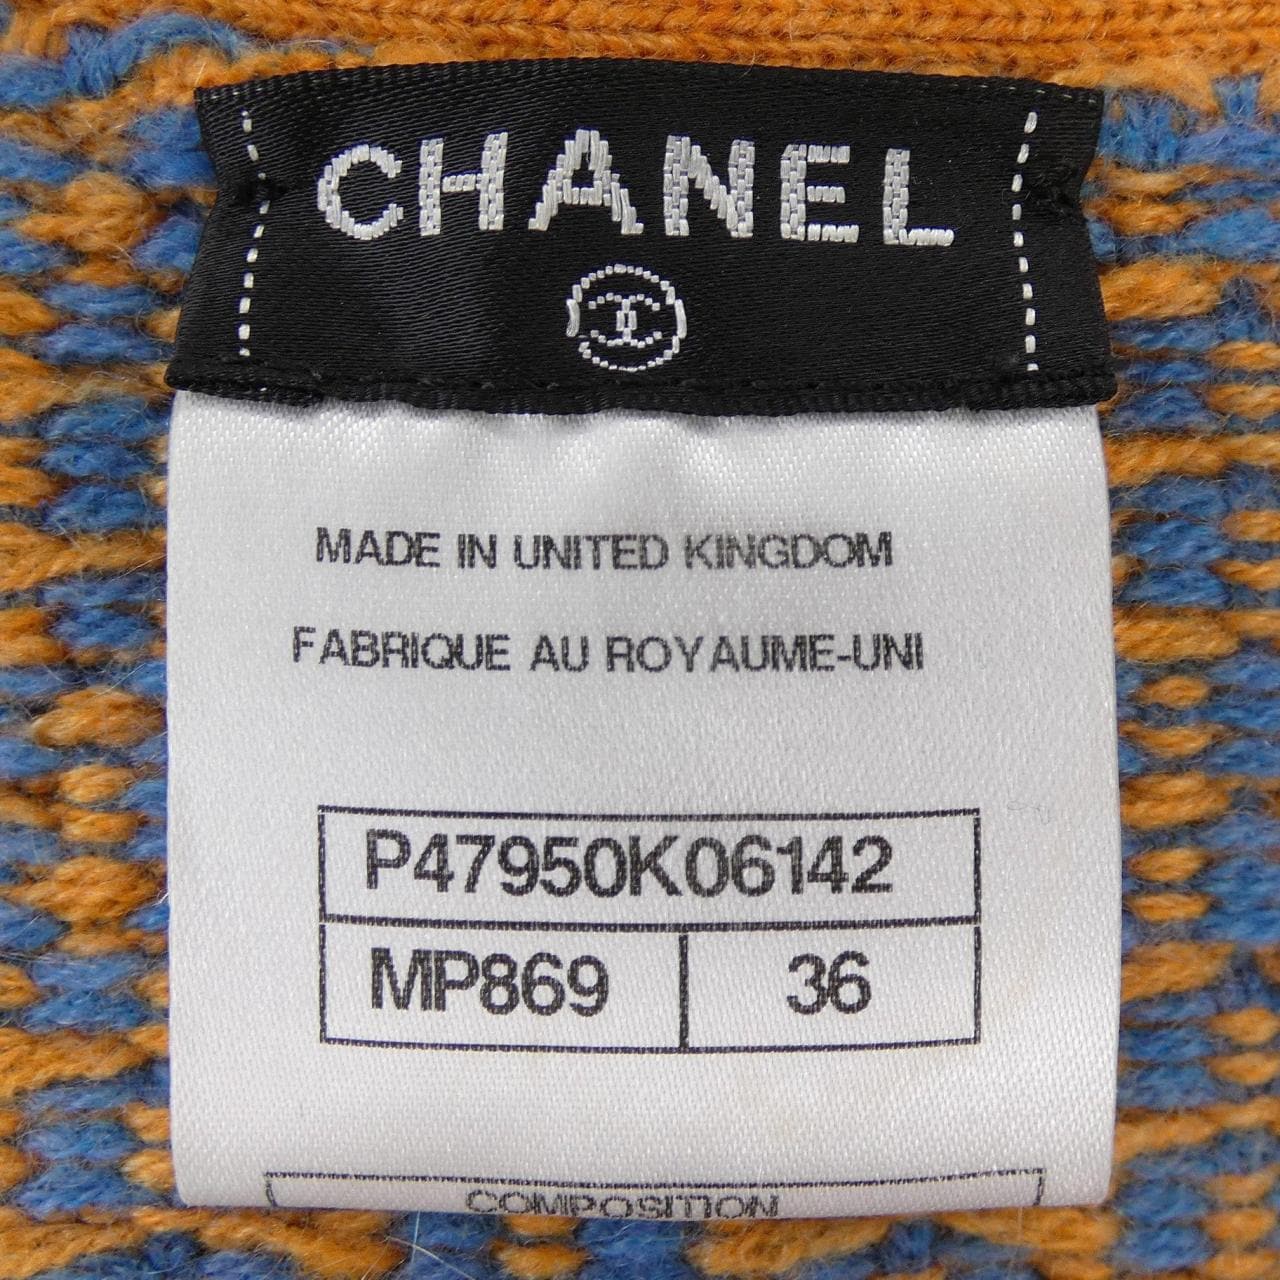 CHANEL
MADE IN UNITED KINGDOM
FABRIQUE AU ROYAUME-UNI
P47950K06142
MP869 36
COMPOSITION